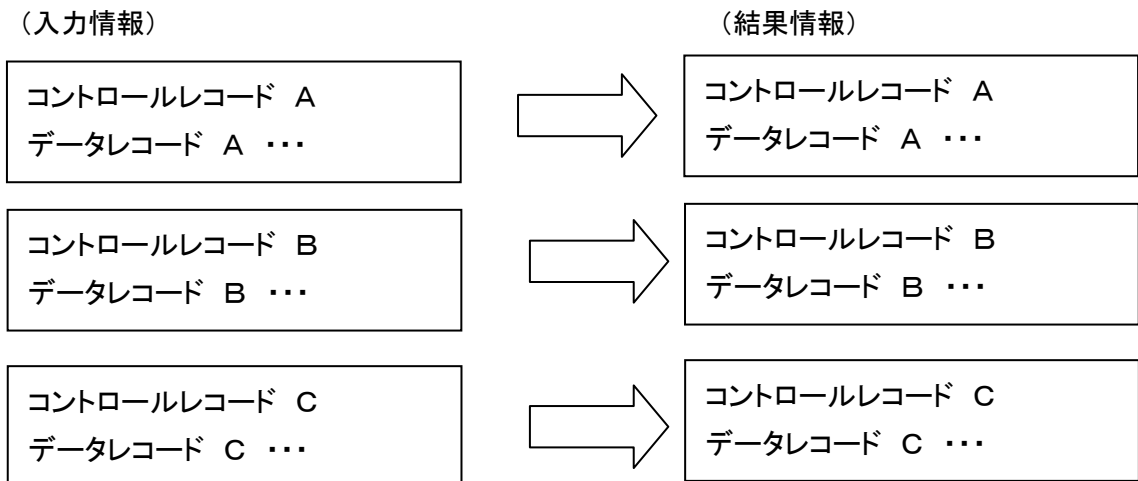 （入力情報）
（結果情報）
コントロールレコード　Ａ
データレコード　Ａ　･･･
コントロールレコード　Ａ
データレコード　Ａ　･･･
コントロールレコード　Ｂ
データレコード　Ｂ　･･･
コントロールレコード　Ｂ
データレコード　Ｂ　･･･
コントロールレコード　Ｃ
データレコード　Ｃ　･･･
コントロールレコード　Ｃ
データレコード　Ｃ　･･･